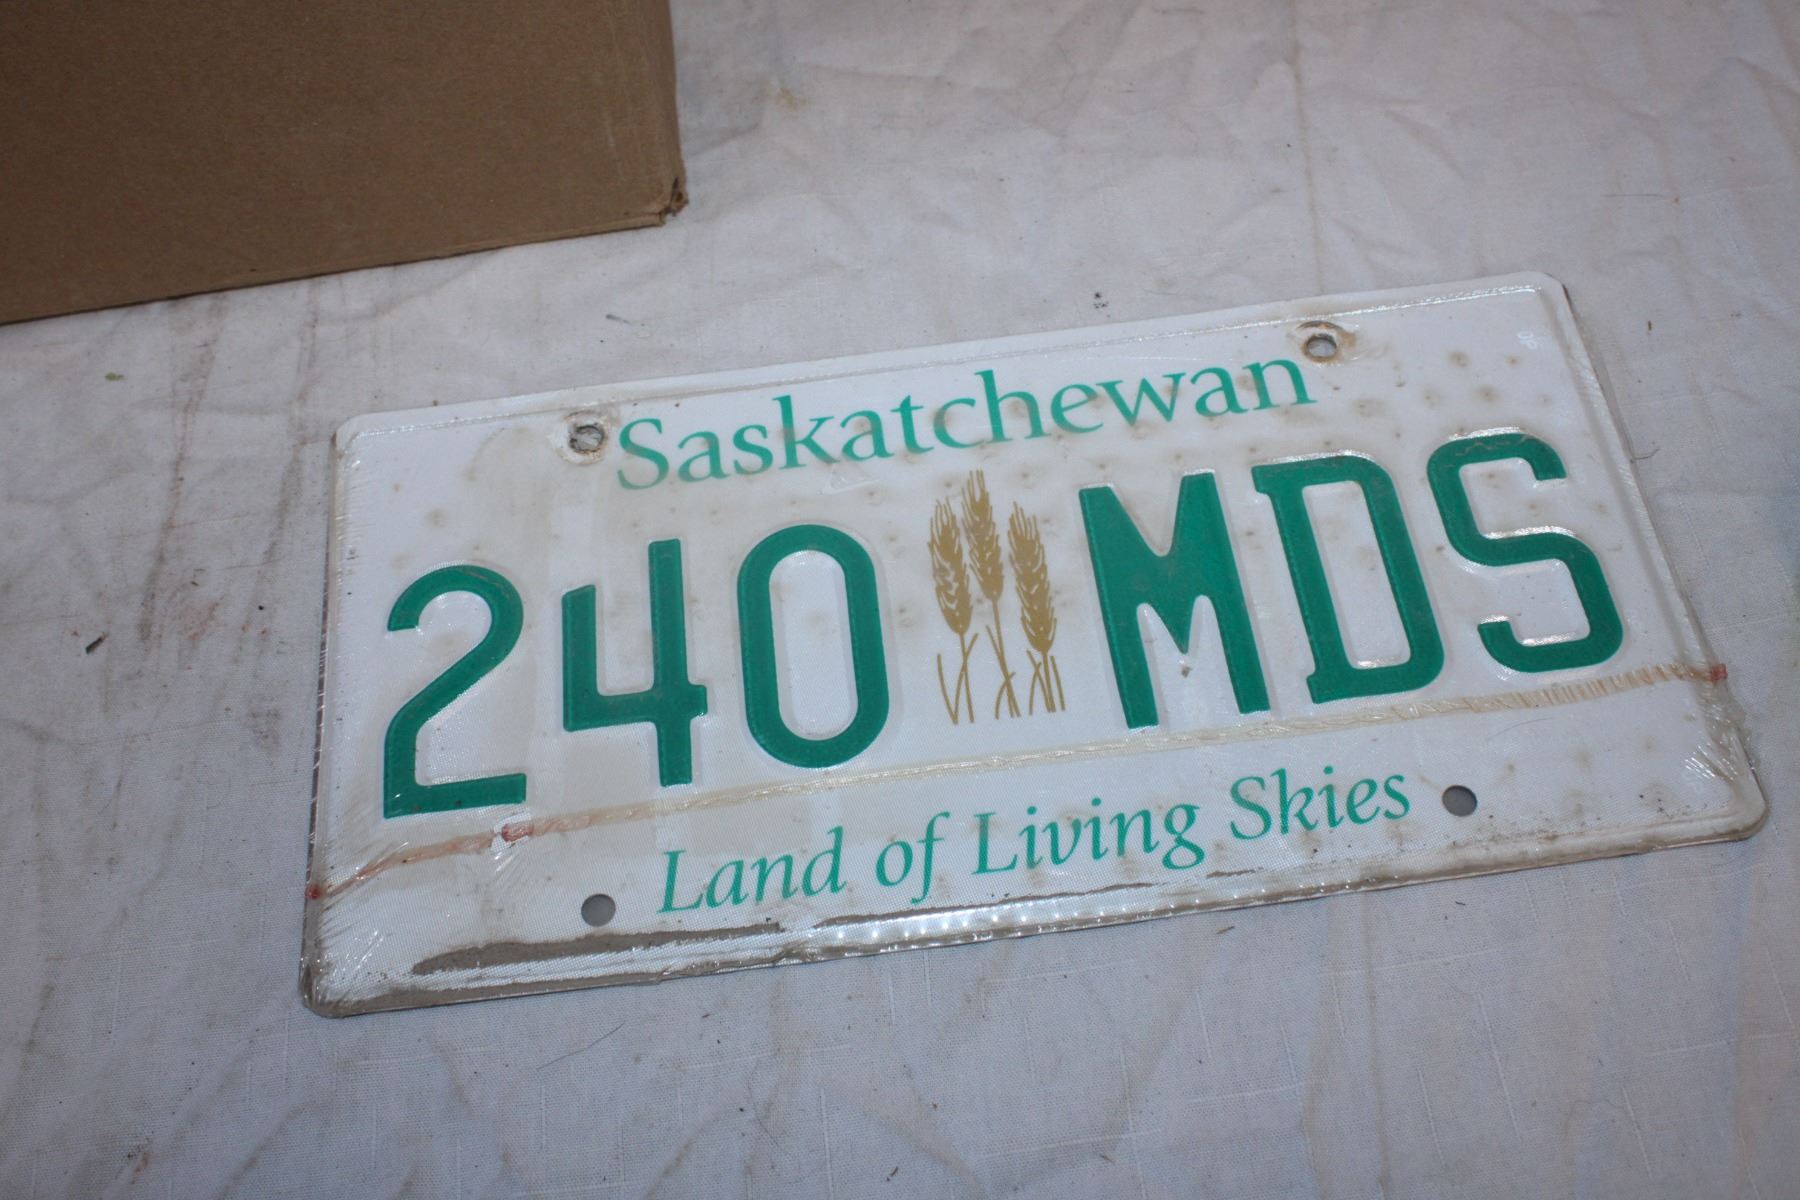 Saskatchewan
240 MDS
Land of Living Skies